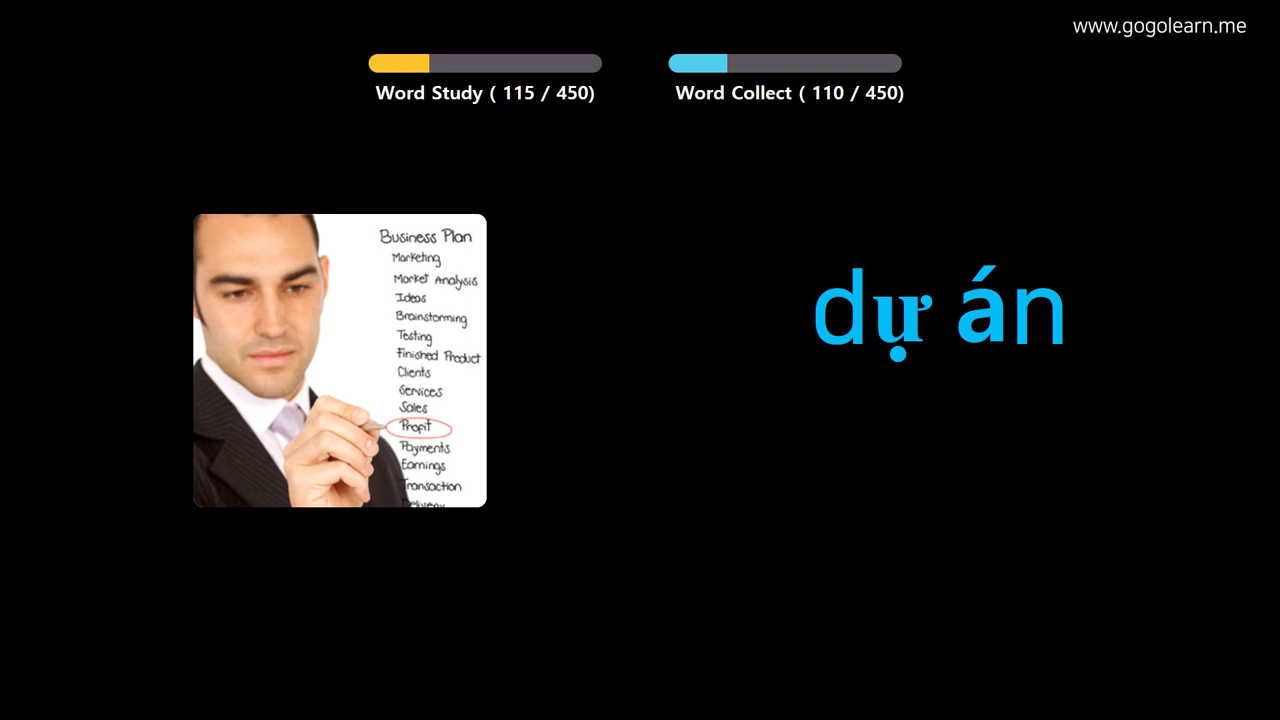 www.gogolearn.me
Word Study ( 115 / 450)
Word Collect ( 110 / 450)
Business Plan
Marketing
Market Analysis
Ideas
Brainstorming
Testing
Finished Product
Clients
Services
Sales
Profit
Payments
Earnings
Transaction
Delivery
dự án